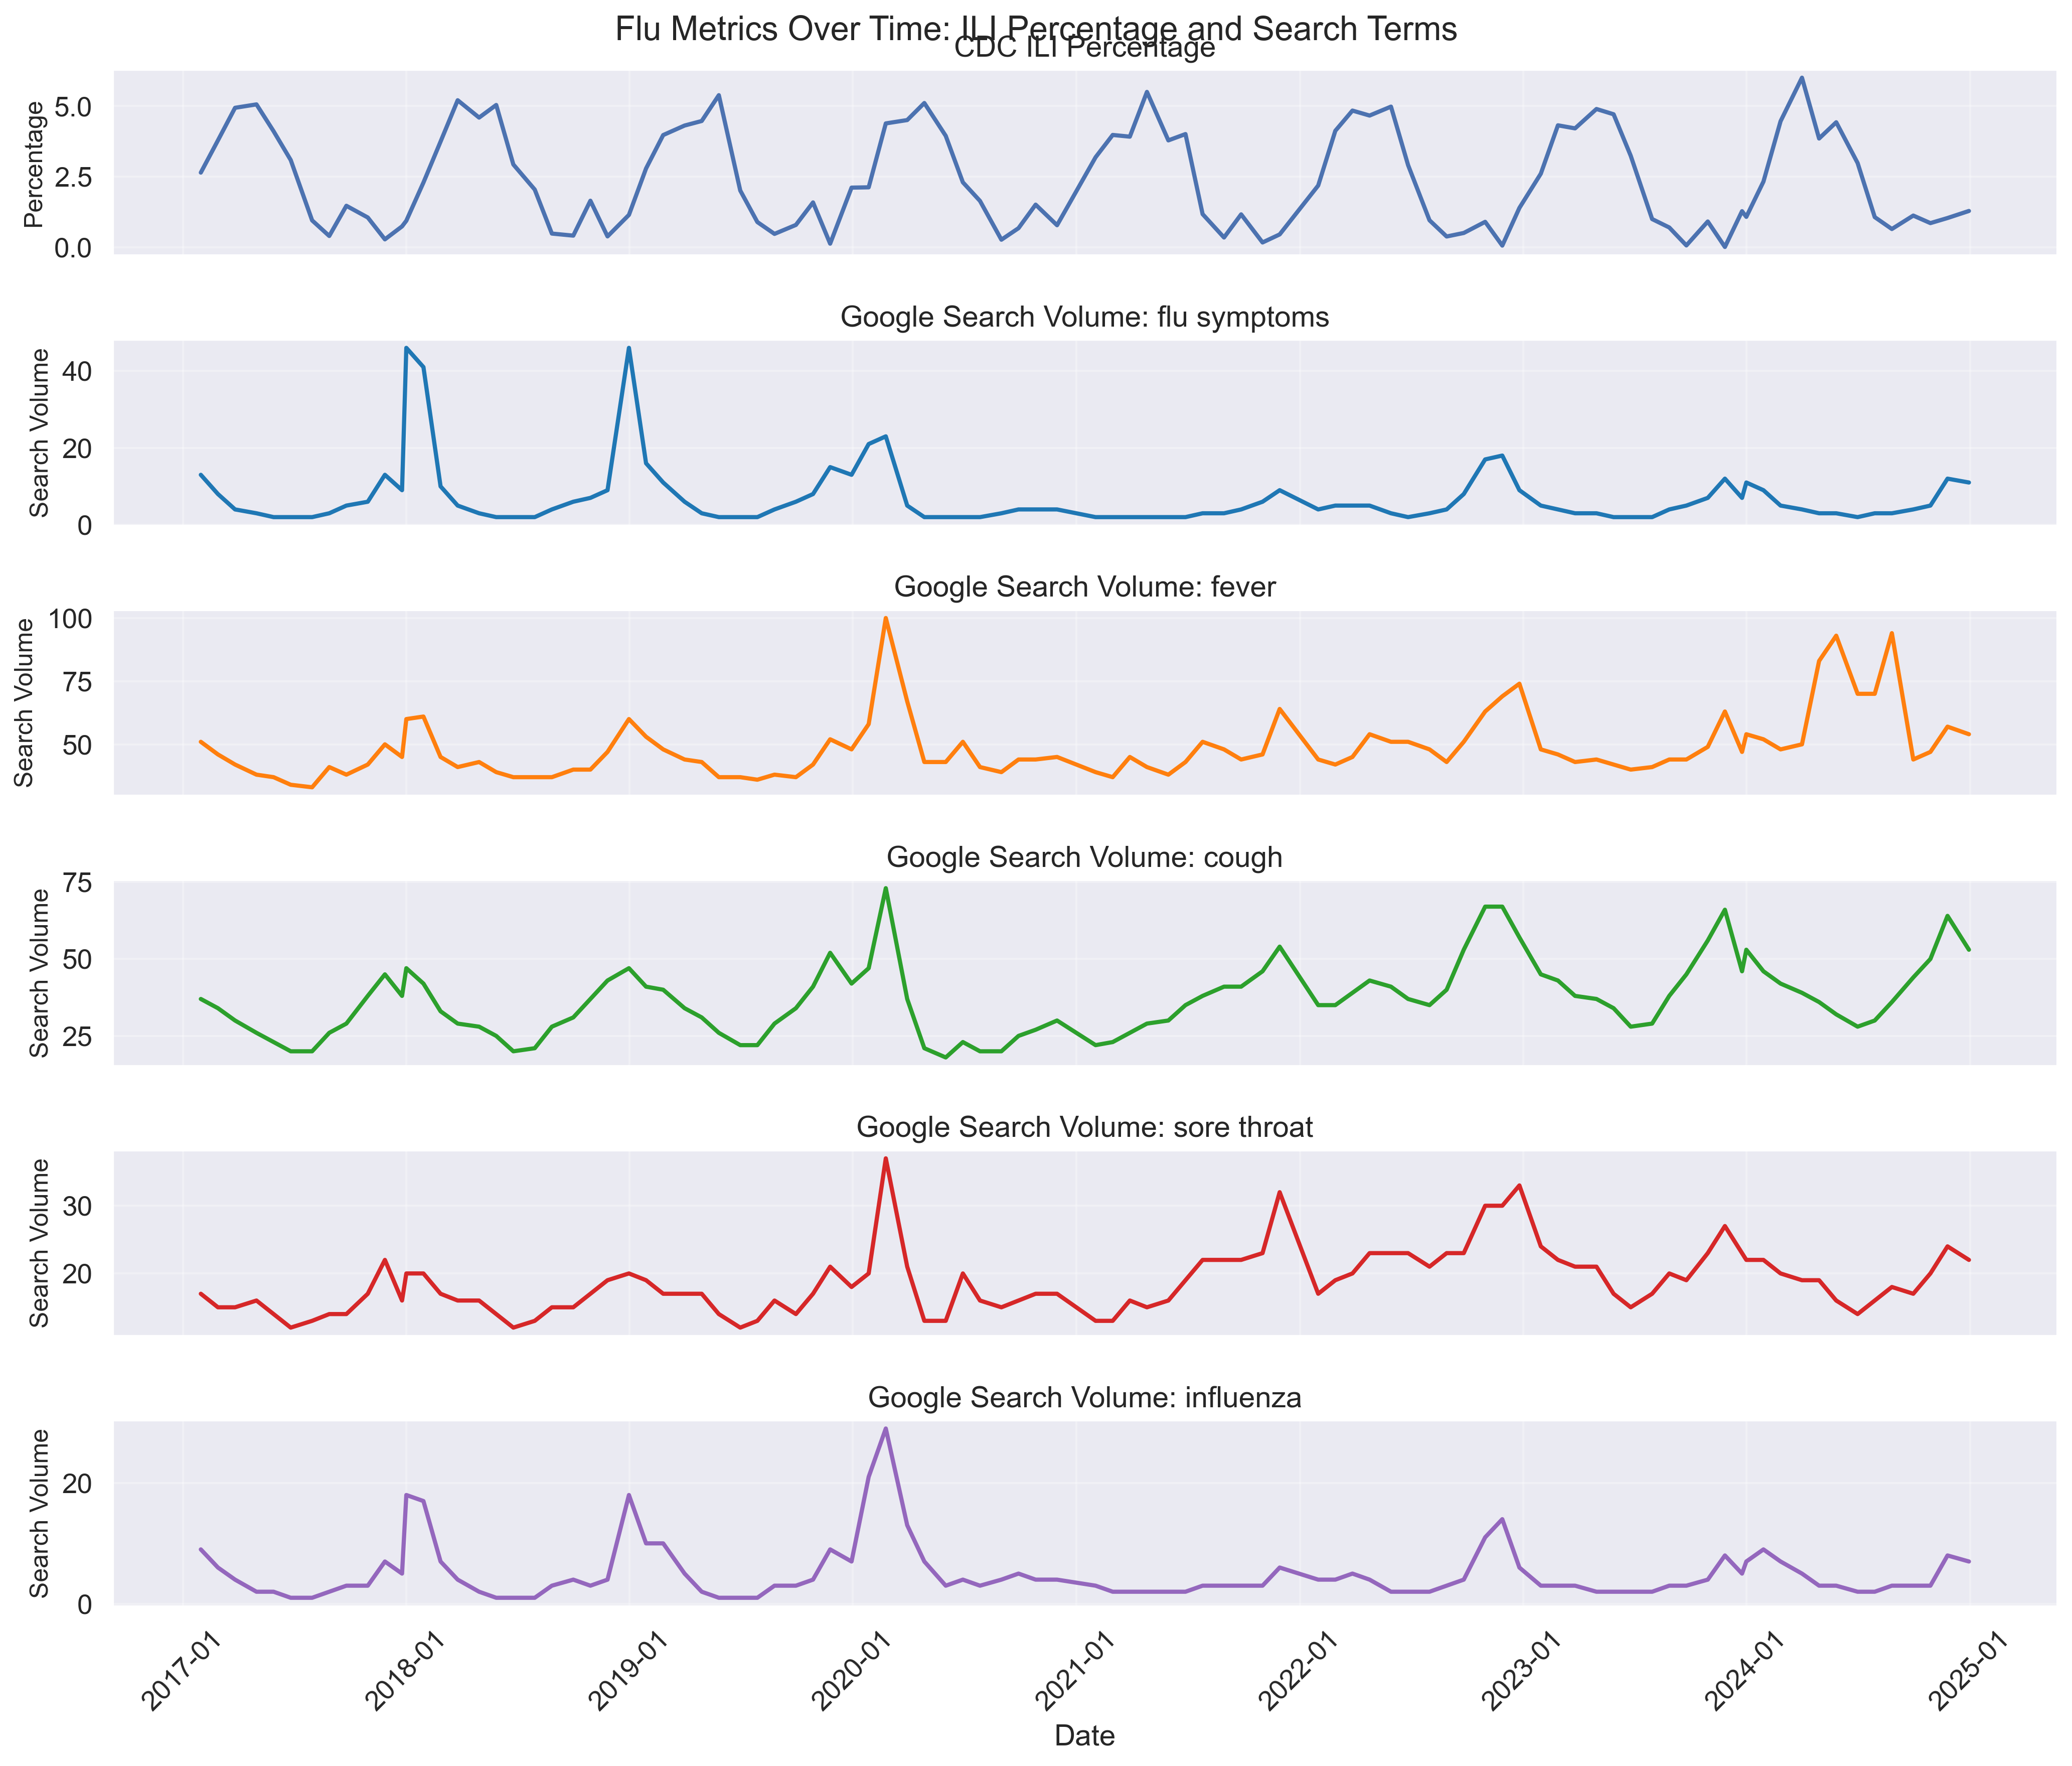 Flu Metrics Over Time: ILI Percentage and Search Terms
CDC ILI Percentage
Percentage
5.0
2.5
0.0
Google Search Volume: flu symptoms
Search Volume
40
20
0
Google Search Volume: fever
Search Volume
100
75
50
Google Search Volume: cough
Search Volume
75
50
25
Google Search Volume: sore throat
Search Volume
30
20
Google Search Volume: influenza
Search Volume
20
0
2017-01
2018-01
2019-01
2020-01
2021-01
2022-01
2023-01
2024-01
2025-01
Date